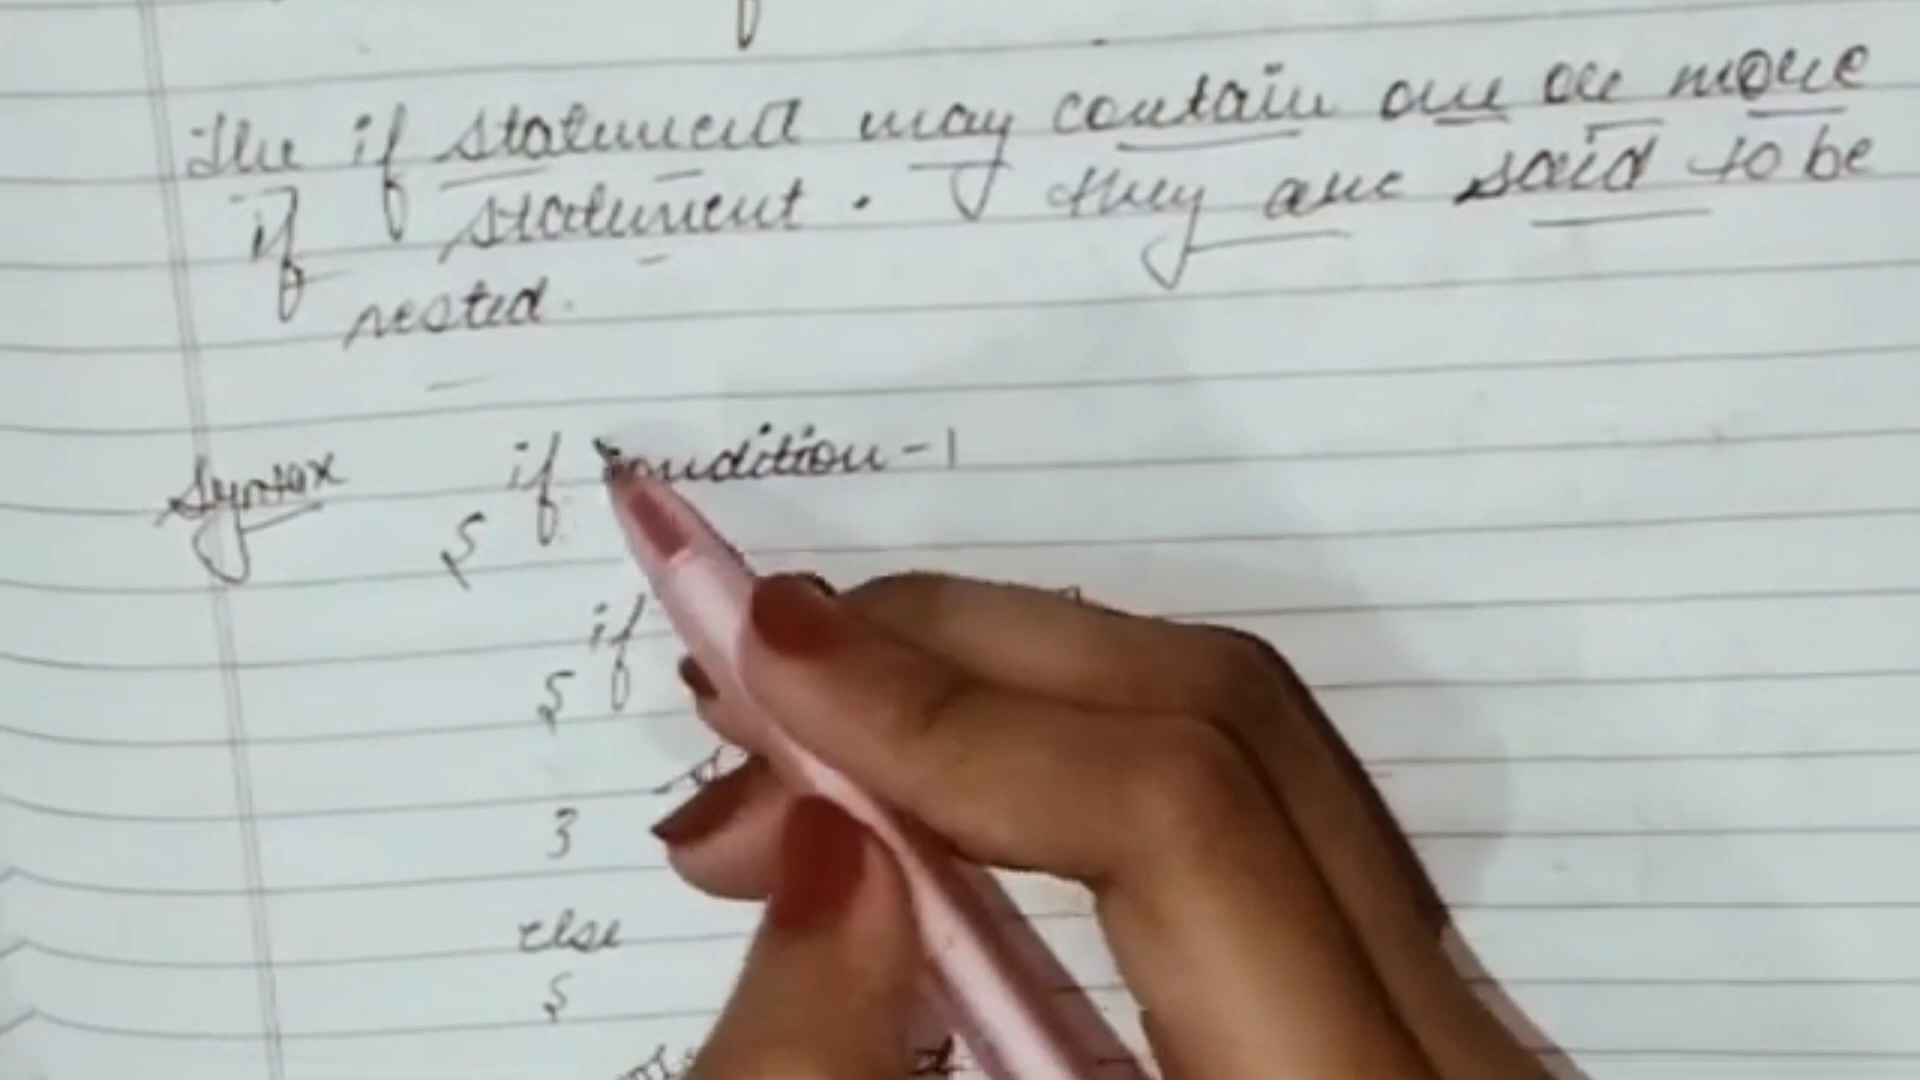 The if statement may contain one or more
if statement. They are said to be
nested.
Syntax if condition-1
{
if
{
}
else
{